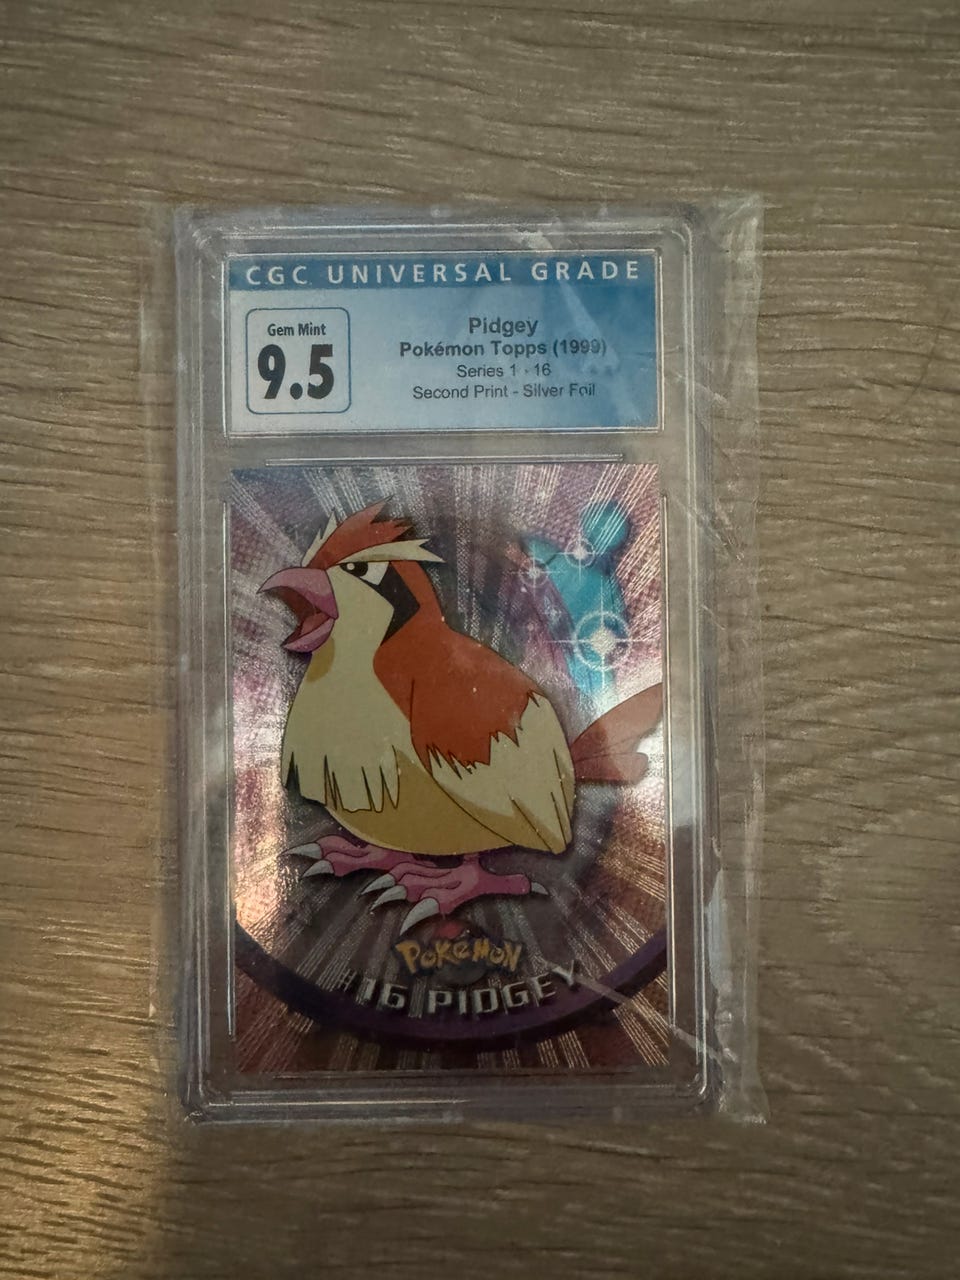 CGC UNIVERSAL GRADE
Gem Mint
9.5
Pidgey
Pokémon Topps (1999)
Series 1 - 16
Second Print - Silver Foil
POKéMON
#16 PIDGEY